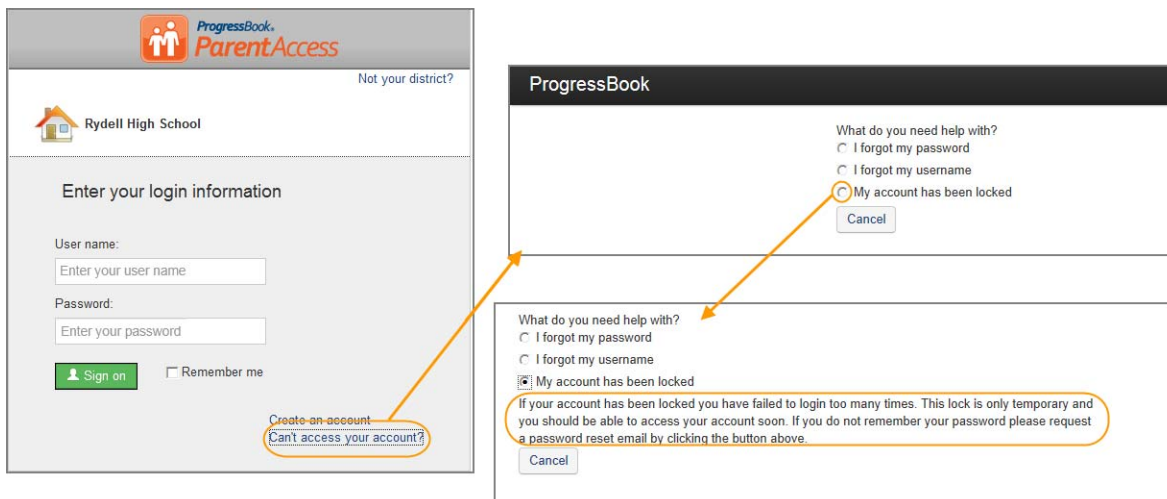 ProgressBook.
ParentAccess
Not your district?
Rydell High School
Enter your login information
User name:
Enter your user name
Password:
Enter your password
Sign on
Remember me
Create an account
Can't access your account?
ProgressBook
What do you need help with?
I forgot my password
I forgot my username
My account has been locked
Cancel
What do you need help with?
I forgot my password
I forgot my username
My account has been locked
If your account has been locked you have failed to login too many times. This lock is only temporary and
you should be able to access your account soon. If you do not remember your password please request
a password reset email by clicking the button above.
Cancel